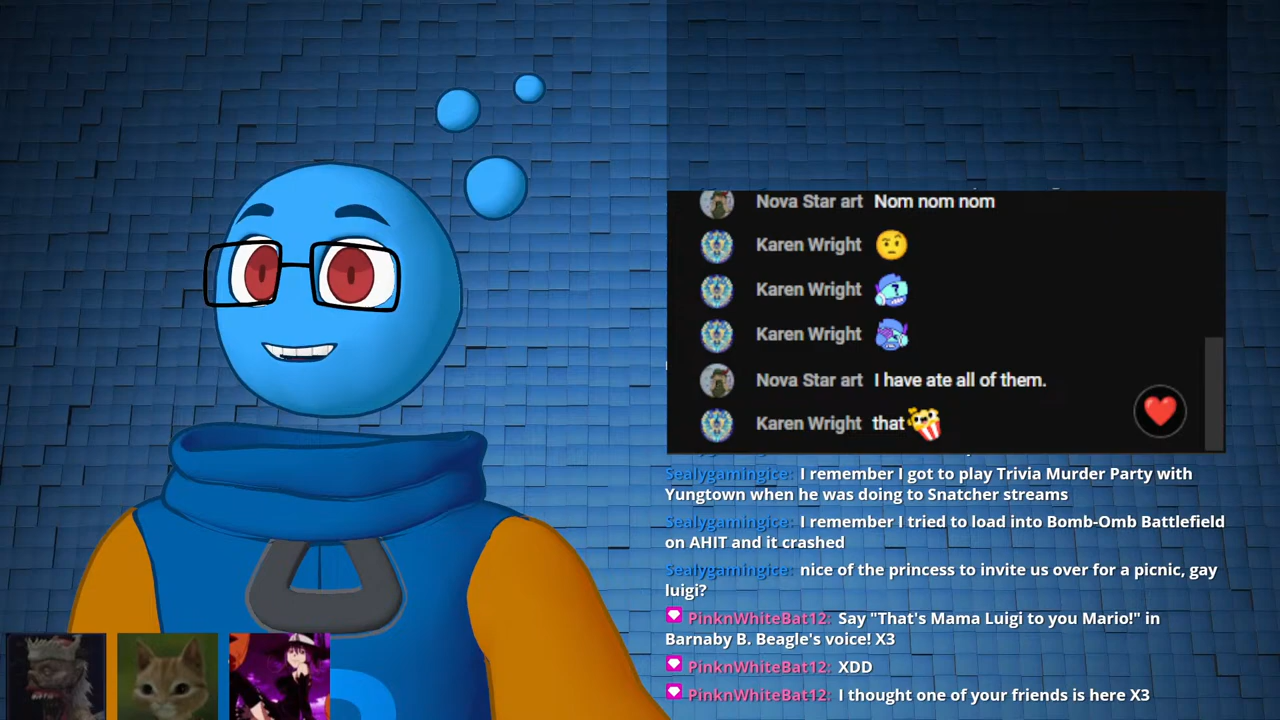 Nova Star art Nom nom nom
Karen Wright
Karen Wright
Karen Wright
Nova Star art I have ate all of them.
Karen Wright that
Sealygamingice: I remember I got to play Trivia Murder Party with
Yungtown when he was doing to Snatcher streams
Sealygamingice: I remember I tried to load into Bomb-Omb Battlefield
on AHIT and it crashed
Sealygamingice: nice of the princess to invite us over for a picnic, gay
luigi?
PinknWhiteBat12: Say "That's Mama Luigi to you Mario!" in
Barnaby B. Beagle's voice! X3
PinknWhiteBat12: XDD
PinknWhiteBat12: I thought one of your friends is here X3